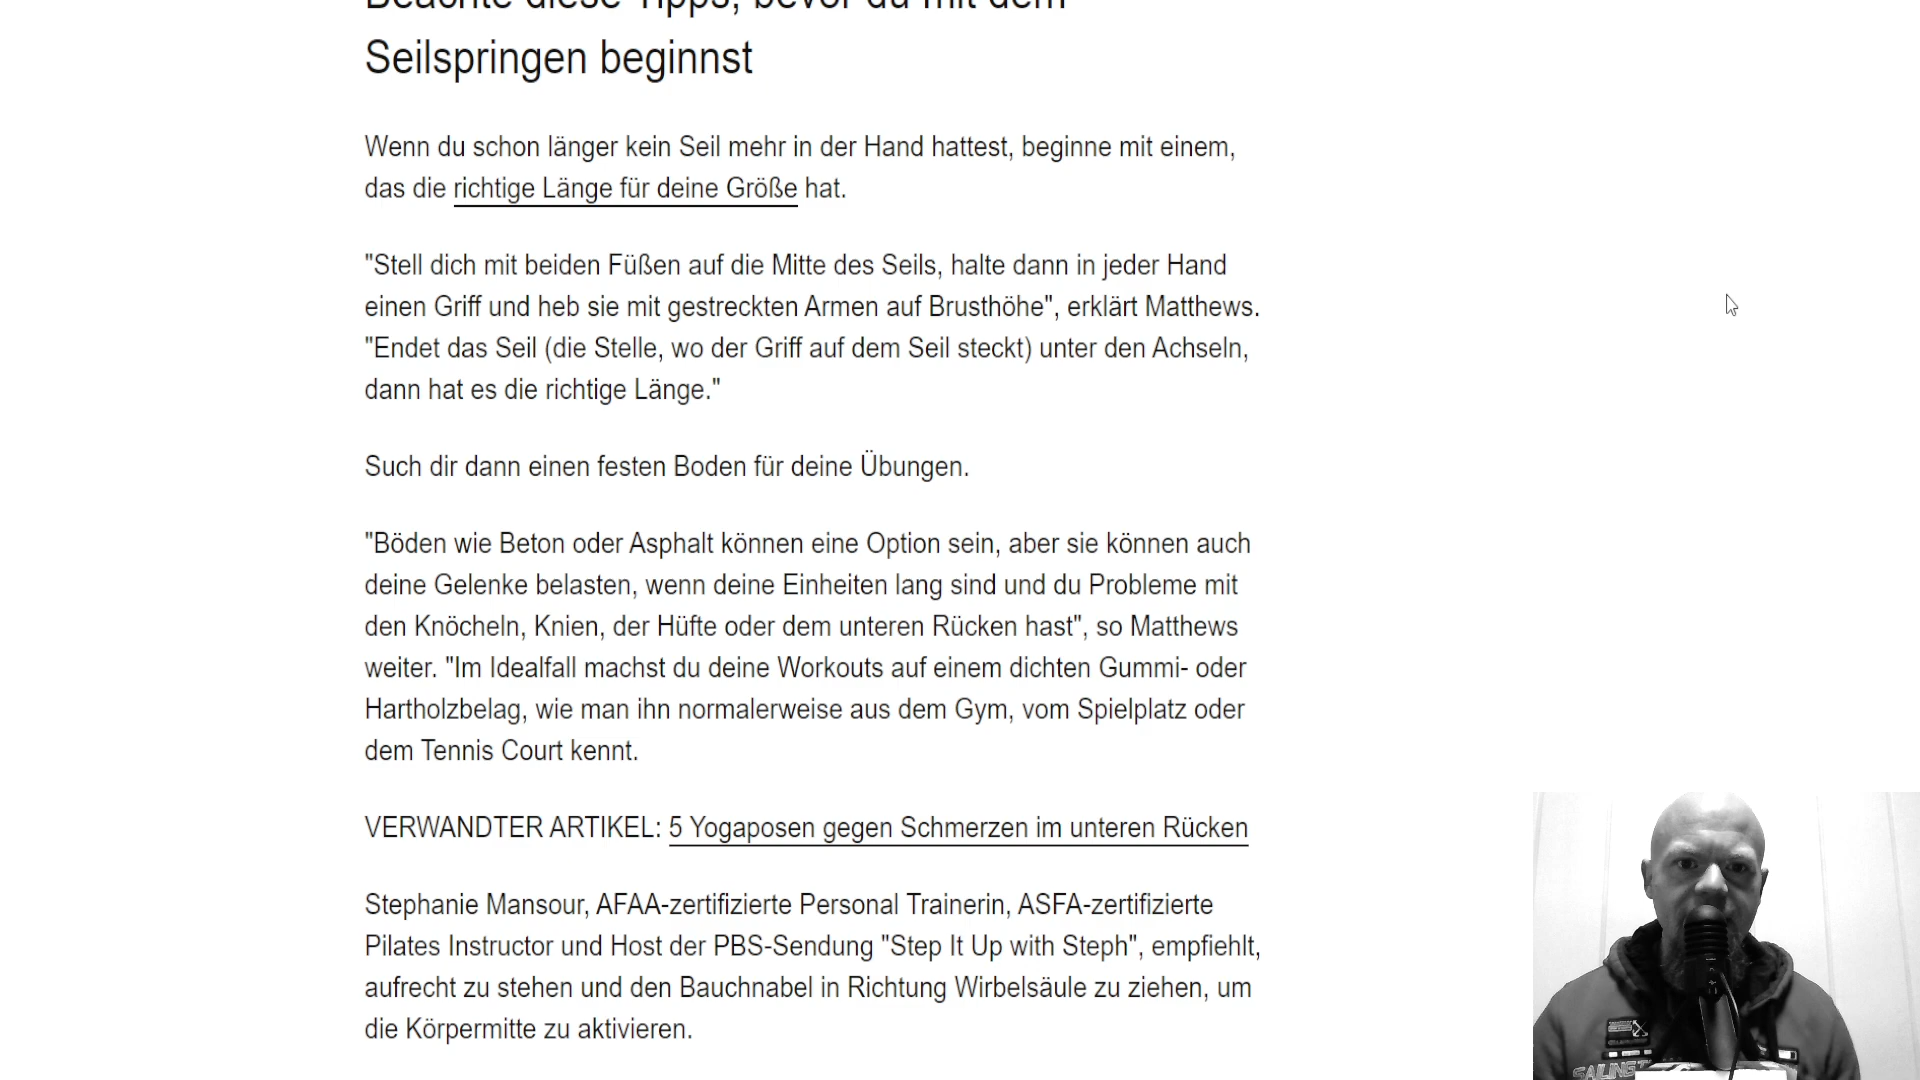 Beachte diese Tipps, bevor du mit dem
Seilspringen beginnst
Wenn du schon länger kein Seil mehr in der Hand hattest, beginne mit einem,
das die richtige Länge für deine Größe hat.
"Stell dich mit beiden Füßen auf die Mitte des Seils, halte dann in jeder Hand
einen Griff und heb sie mit gestreckten Armen auf Brusthöhe", erklärt Matthews.
"Endet das Seil (die Stelle, wo der Griff auf dem Seil steckt) unter den Achseln,
dann hat es die richtige Länge."
Such dir dann einen festen Boden für deine Übungen.
"Böden wie Beton oder Asphalt können eine Option sein, aber sie können auch
deine Gelenke belasten, wenn deine Einheiten lang sind und du Probleme mit
den Knöcheln, Knien, der Hüfte oder dem unteren Rücken hast", so Matthews
weiter. "Im Idealfall machst du deine Workouts auf einem dichten Gummi- oder
Hartholzbelag, wie man ihn normalerweise aus dem Gym, vom Spielplatz oder
dem Tennis Court kennt.
VERWANDTER ARTIKEL: 5 Yogaposen gegen Schmerzen im unteren Rücken
Stephanie Mansour, AFAA-zertifizierte Personal Trainerin, ASFA-zertifizierte
Pilates Instructor und Host der PBS-Sendung "Step It Up with Steph", empfiehlt,
aufrecht zu stehen und den Bauchnabel in Richtung Wirbelsäule zu ziehen, um
die Körpermitte zu aktivieren.